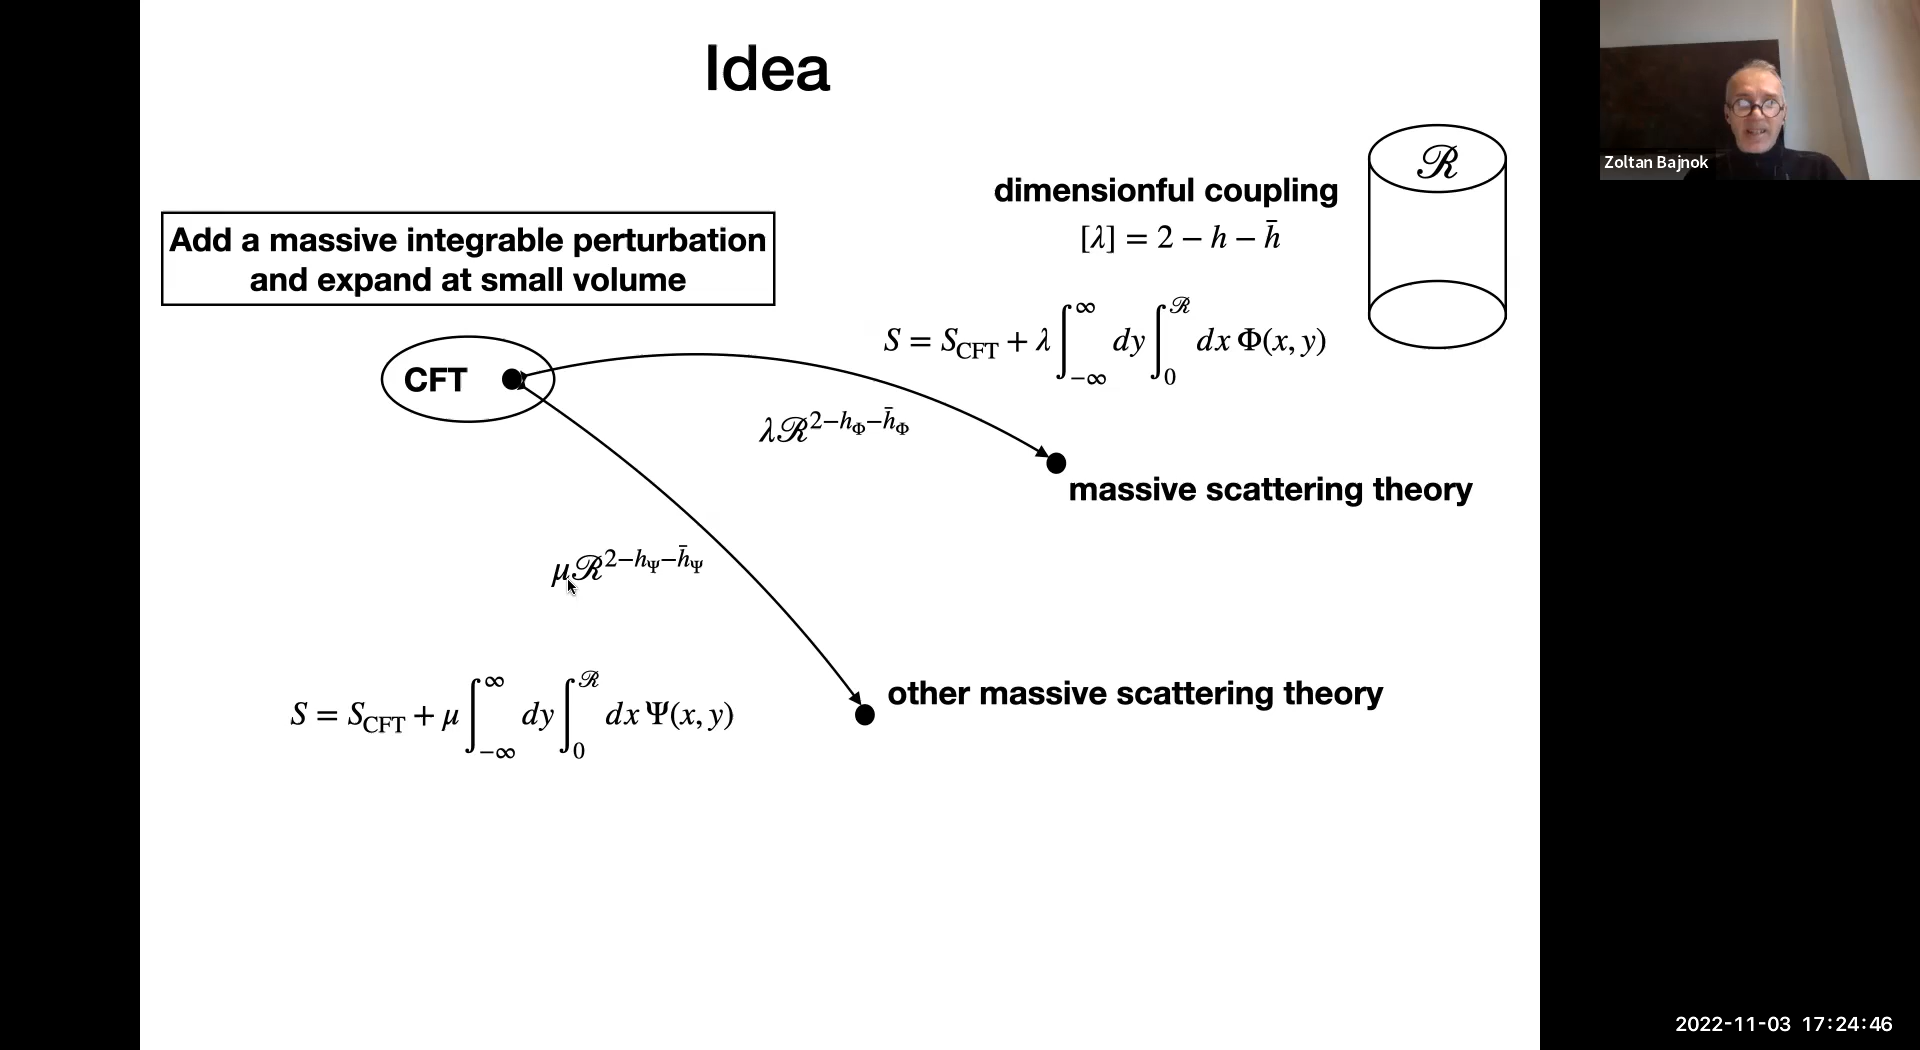 Idea
Zoltan Bajnok
ℛ
dimensionful coupling
[λ] = 2 − h − h̄
Add a massive integrable perturbation
and expand at small volume
S = S_CFT + λ ∫_{−∞}^{∞} dy ∫_0^ℛ dx Φ(x, y)
CFT
λℛ^{2−h_Φ−h̄_Φ}
massive scattering theory
μℛ^{2−h_Ψ−h̄_Ψ}
other massive scattering theory
S = S_CFT + μ ∫_{−∞}^{∞} dy ∫_0^ℛ dx Ψ(x, y)
2022-11-03 17:24:46